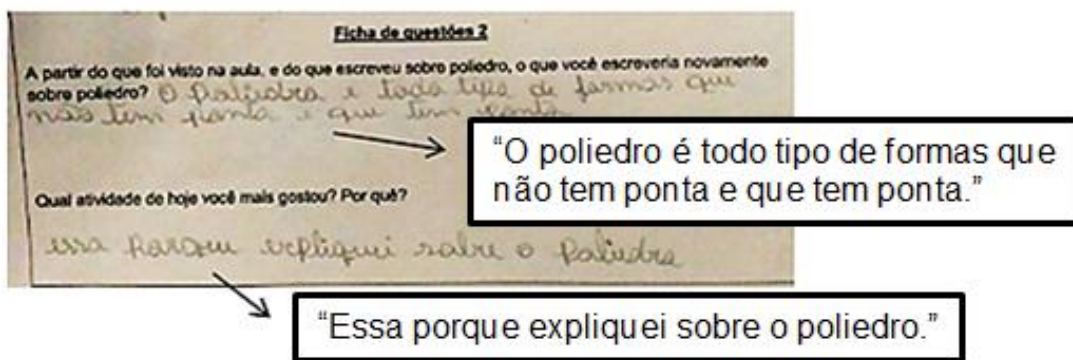 Ficha de questões 2
A partir do que foi visto na aula, e do que escreveu sobre poliedro, o que você escreveria novamente
sobre poliedro? O Poliedra e todo tipo de formas que
não tem ponta e que tem ponta
"O poliedro é todo tipo de formas que
não tem ponta e que tem ponta."
Qual atividade de hoje você mais gostou? Por quê?
essa Porque expliquei sobre o Poliedra
"Essa porque expliquei sobre o poliedro."